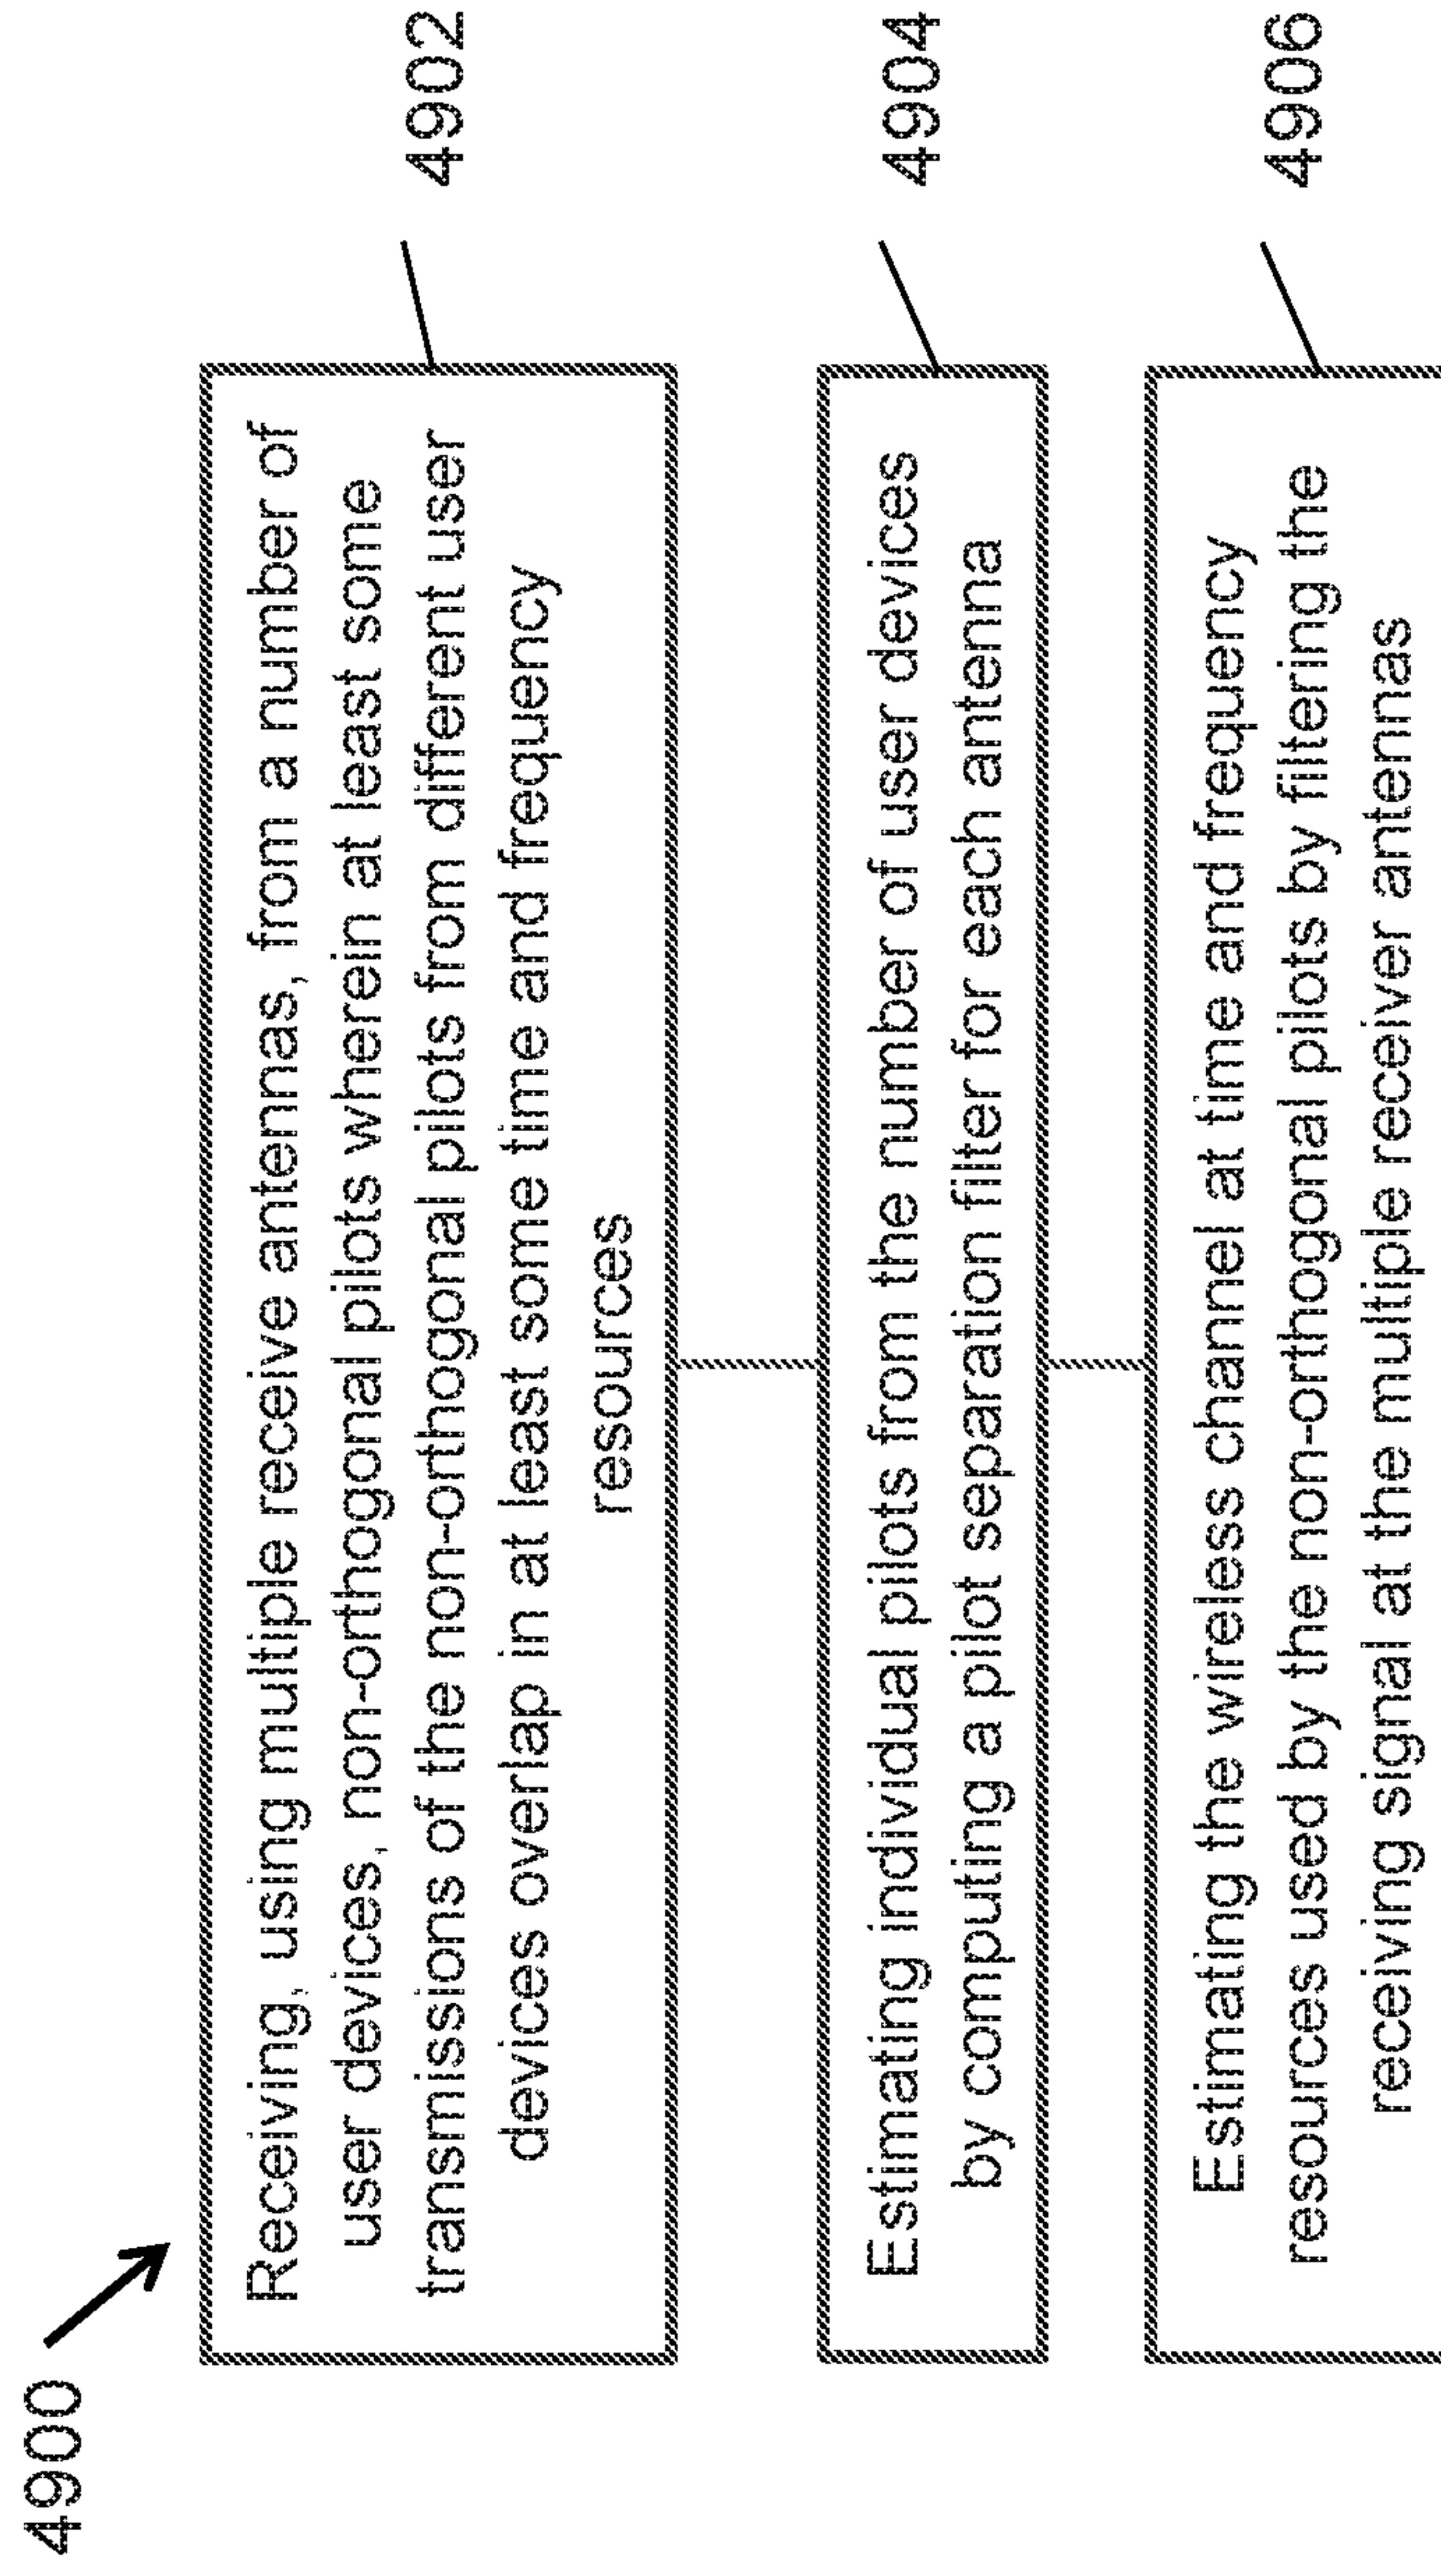 4900
Receiving, using multiple receive antennas, from a number of
user devices, non-orthogonal pilots wherein at least some
transmissions of the non-orthogonal pilots from different user
devices overlap in at least some time and frequency
resources
4902
Estimating individual pilots from the number of user devices
by computing a pilot separation filter for each antenna
4904
Estimating the wireless channel at time and frequency
resources used by the non-orthogonal pilots by filtering the
receiving signal at the multiple receiver antennas
4906